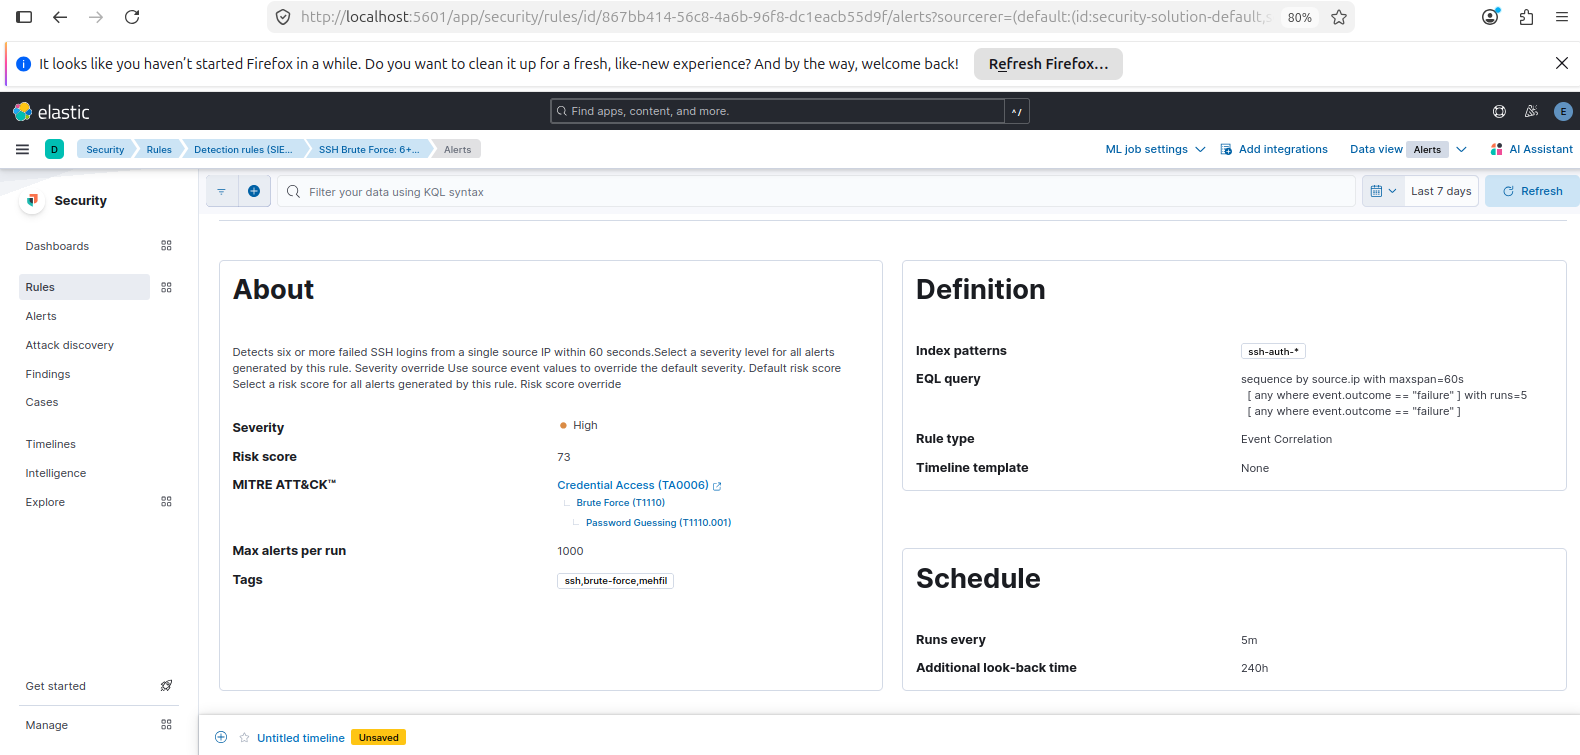 http://localhost:5601/app/security/rules/id/867bb414-56c8-4a6b-96f8-dc1eacb55d9f/alerts?sourcerer=(default:(id:security-solution-default,s
80%
It looks like you haven't started Firefox in a while. Do you want to clean it up for a fresh, like-new experience? And by the way, welcome back!
Refresh Firefox...
elastic
Find apps, content, and more.
^/
E
D
Security
Rules
Detection rules (SIE...
SSH Brute Force: 6+...
Alerts
ML job settings
Add integrations
Data view
Alerts
AI Assistant
Security
Filter your data using KQL syntax
Last 7 days
Refresh
Dashboards
Rules
Alerts
Attack discovery
Findings
Cases
Timelines
Intelligence
Explore
Get started
Manage
About
Detects six or more failed SSH logins from a single source IP within 60 seconds.Select a severity level for all alerts
generated by this rule. Severity override Use source event values to override the default severity. Default risk score
Select a risk score for all alerts generated by this rule. Risk score override
Severity
High
Risk score
73
MITRE ATT&CK™
Credential Access (TA0006)
Brute Force (T1110)
Password Guessing (T1110.001)
Max alerts per run
1000
Tags
ssh,brute-force,mehfil
Definition
Index patterns
ssh-auth-*
EQL query
sequence by source.ip with maxspan=60s
[ any where event.outcome == "failure" ] with runs=5
[ any where event.outcome == "failure" ]
Rule type
Event Correlation
Timeline template
None
Schedule
Runs every
5m
Additional look-back time
240h
Untitled timeline
Unsaved